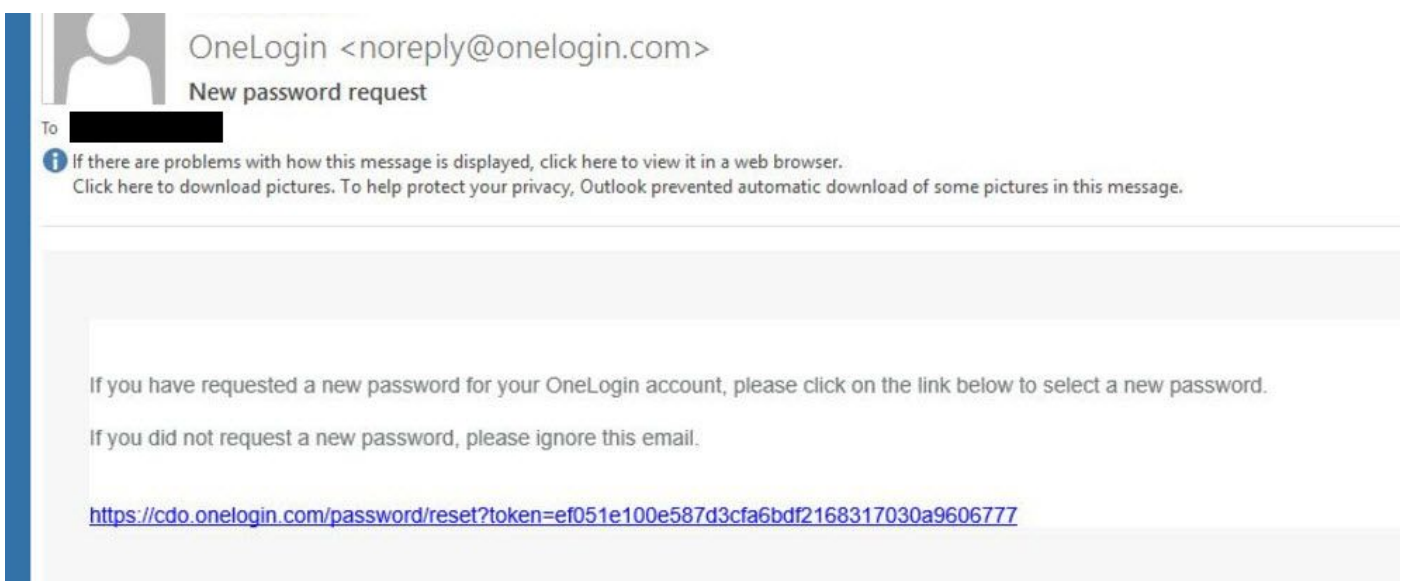 OneLogin <noreply@onelogin.com>
New password request
To
If there are problems with how this message is displayed, click here to view it in a web browser.
Click here to download pictures. To help protect your privacy, Outlook prevented automatic download of some pictures in this message.
If you have requested a new password for your OneLogin account, please click on the link below to select a new password.
If you did not request a new password, please ignore this email.
https://cdo.onelogin.com/password/reset?token=ef051e100e587d3cfa6bdf2168317030a9606777